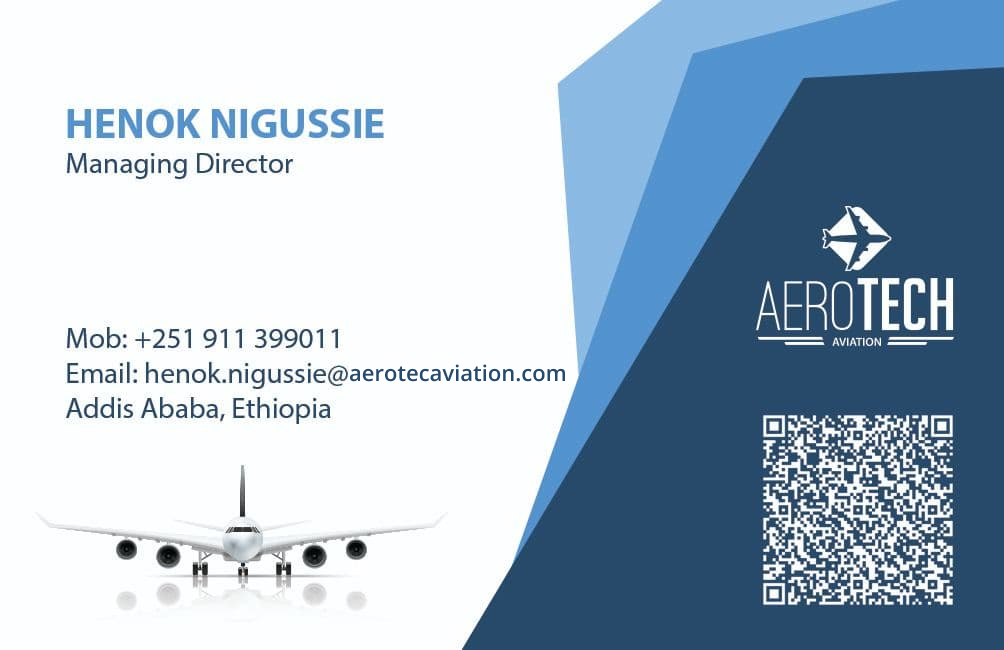 HENOK NIGUSSIE
Managing Director
Mob: +251 911 399011
Email: henok.nigussie@aerotecaviation.com
Addis Ababa, Ethiopia
AEROTECH
AVIATION